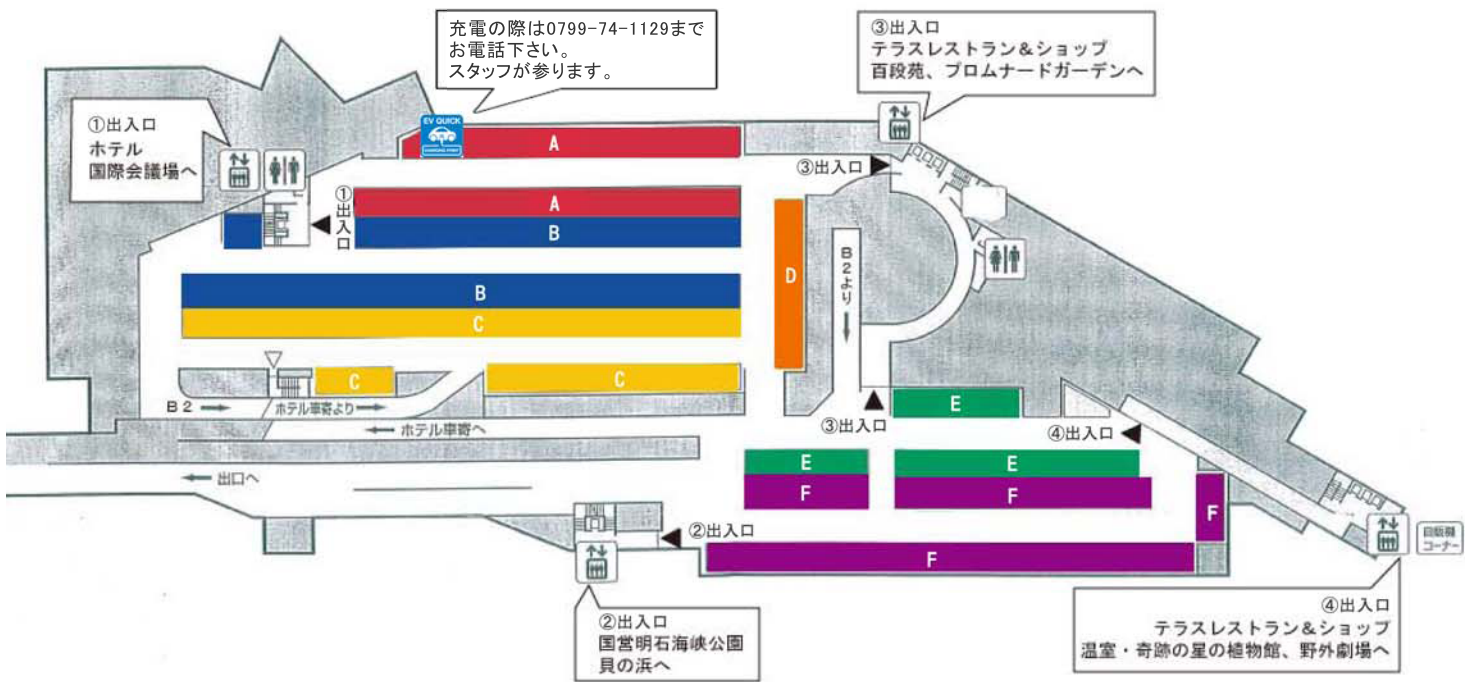 充電の際は0799-74-1129まで
お電話下さい。
スタッフが参ります。
③出入口
テラスレストラン&ショップ
百段苑、プロムナードガーデンへ
①出入口
ホテル
国際会議場へ
EV QUICK
CHARGING POINT
A
③出入口
①出入口
A
B
D
B2より
B
C
C
C
B2
ホテル車寄より
ホテル車寄へ
③出入口
E
④出入口
E
E
出口へ
F
F
F
②出入口
F
自販機
コーナー
②出入口
国営明石海峡公園
貝の浜へ
④出入口
テラスレストラン&ショップ
温室・奇跡の星の植物館、野外劇場へ